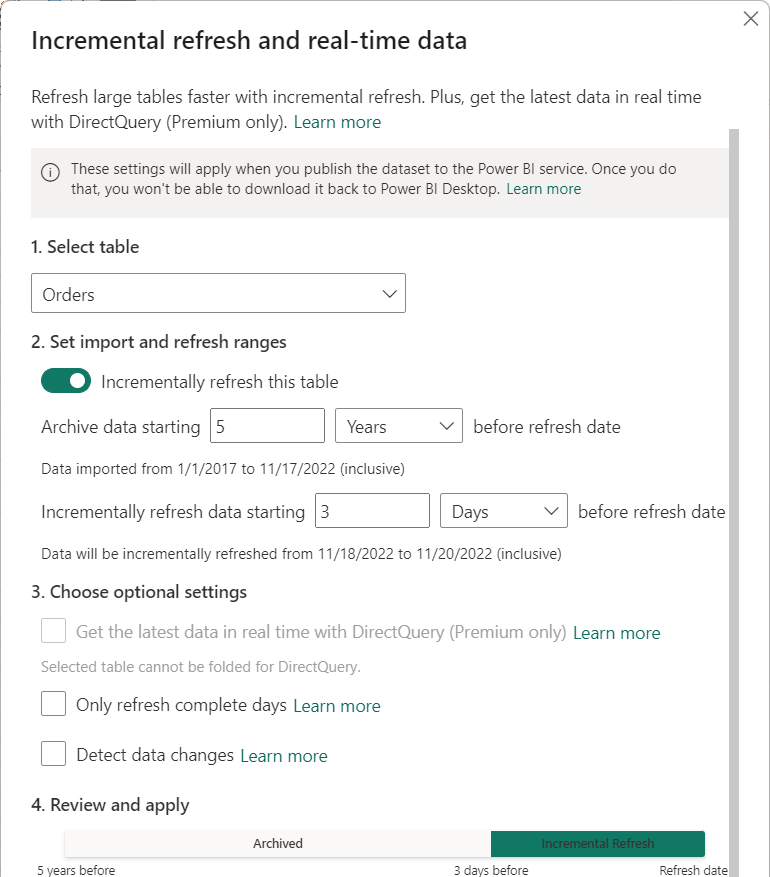 Incremental refresh and real-time data
Refresh large tables faster with incremental refresh. Plus, get the latest data in real time
with DirectQuery (Premium only). Learn more
These settings will apply when you publish the dataset to the Power BI service. Once you do
that, you won't be able to download it back to Power BI Desktop. Learn more
1. Select table
Orders
2. Set import and refresh ranges
Incrementally refresh this table
Archive data starting 5 Years before refresh date
Data imported from 1/1/2017 to 11/17/2022 (inclusive)
Incrementally refresh data starting 3 Days before refresh date
Data will be incrementally refreshed from 11/18/2022 to 11/20/2022 (inclusive)
3. Choose optional settings
Get the latest data in real time with DirectQuery (Premium only) Learn more
Selected table cannot be folded for DirectQuery.
Only refresh complete days Learn more
Detect data changes Learn more
4. Review and apply
Archived Incremental Refresh
5 years before 3 days before Refresh date